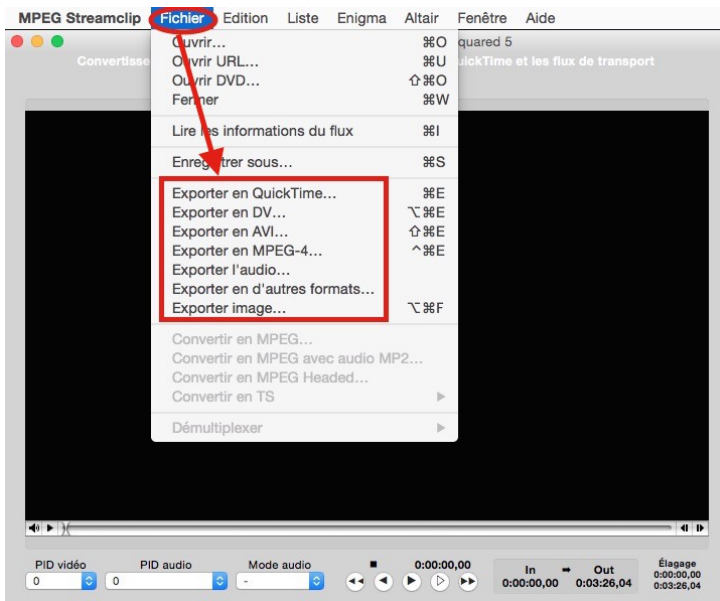 MPEG Streamclip Fichier Edition Liste Enigma Altair Fenêtre Aide
quared 5
Convertisse
uickTime et les flux de transport
Ouvrir... ⌘O
Ouvrir URL... ⌘U
Ouvrir DVD... ⇧⌘O
Fermer ⌘W
Lire les informations du flux ⌘I
Enregistrer sous... ⌘S
Exporter en QuickTime... ⌘E
Exporter en DV... ⌥⌘E
Exporter en AVI... ⇧⌘E
Exporter en MPEG-4... ^⌘E
Exporter l'audio...
Exporter en d'autres formats...
Exporter image... ⌥⌘F
Convertir en MPEG...
Convertir en MPEG avec audio MP2...
Convertir en MPEG Headed...
Convertir en TS
Démultiplexer
PID vidéo PID audio Mode audio 0:00:00,00 In Out Élagage
0 0 - 0:00:00,00 0:03:26,04 0:00:00,00
0:03:26,04